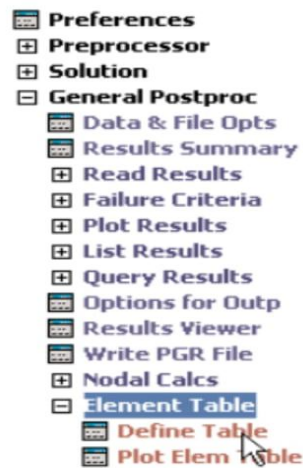 Preferences
Preprocessor
Solution
General Postproc
Data & File Opts
Results Summary
Read Results
Failure Criteria
Plot Results
List Results
Query Results
Options for Outp
Results Viewer
Write PGR File
Nodal Calcs
Element Table
Define Table
Plot Elem Table